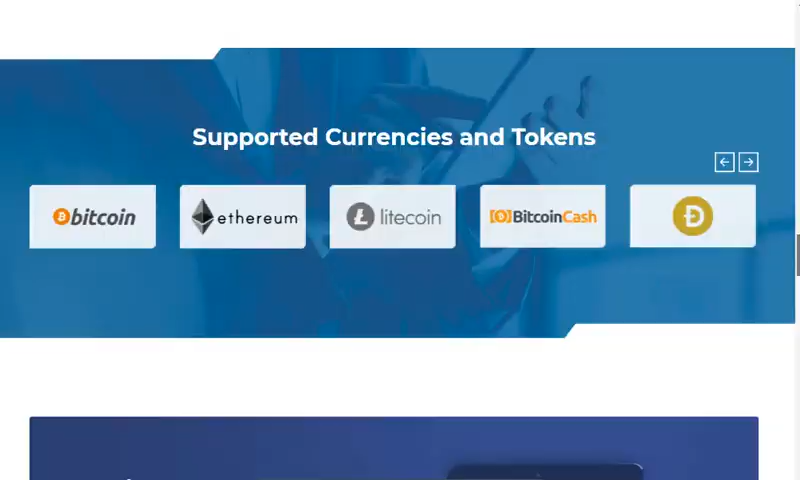 Supported Currencies and Tokens
bitcoin
ethereum
litecoin
BitcoinCash